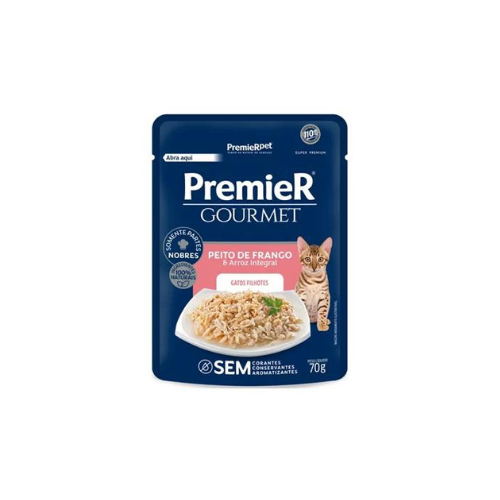 PremieRpet
Abra aqui
110%
SUPER PREMIUM
PremieR
GOURMET
SOMENTE PARTES
NOBRES
100%
NATURAIS
PEITO DE FRANGO
& Arroz Integral
GATOS FILHOTES
SEM
CORANTES
CONSERVANTES
AROMATIZANTES
70g